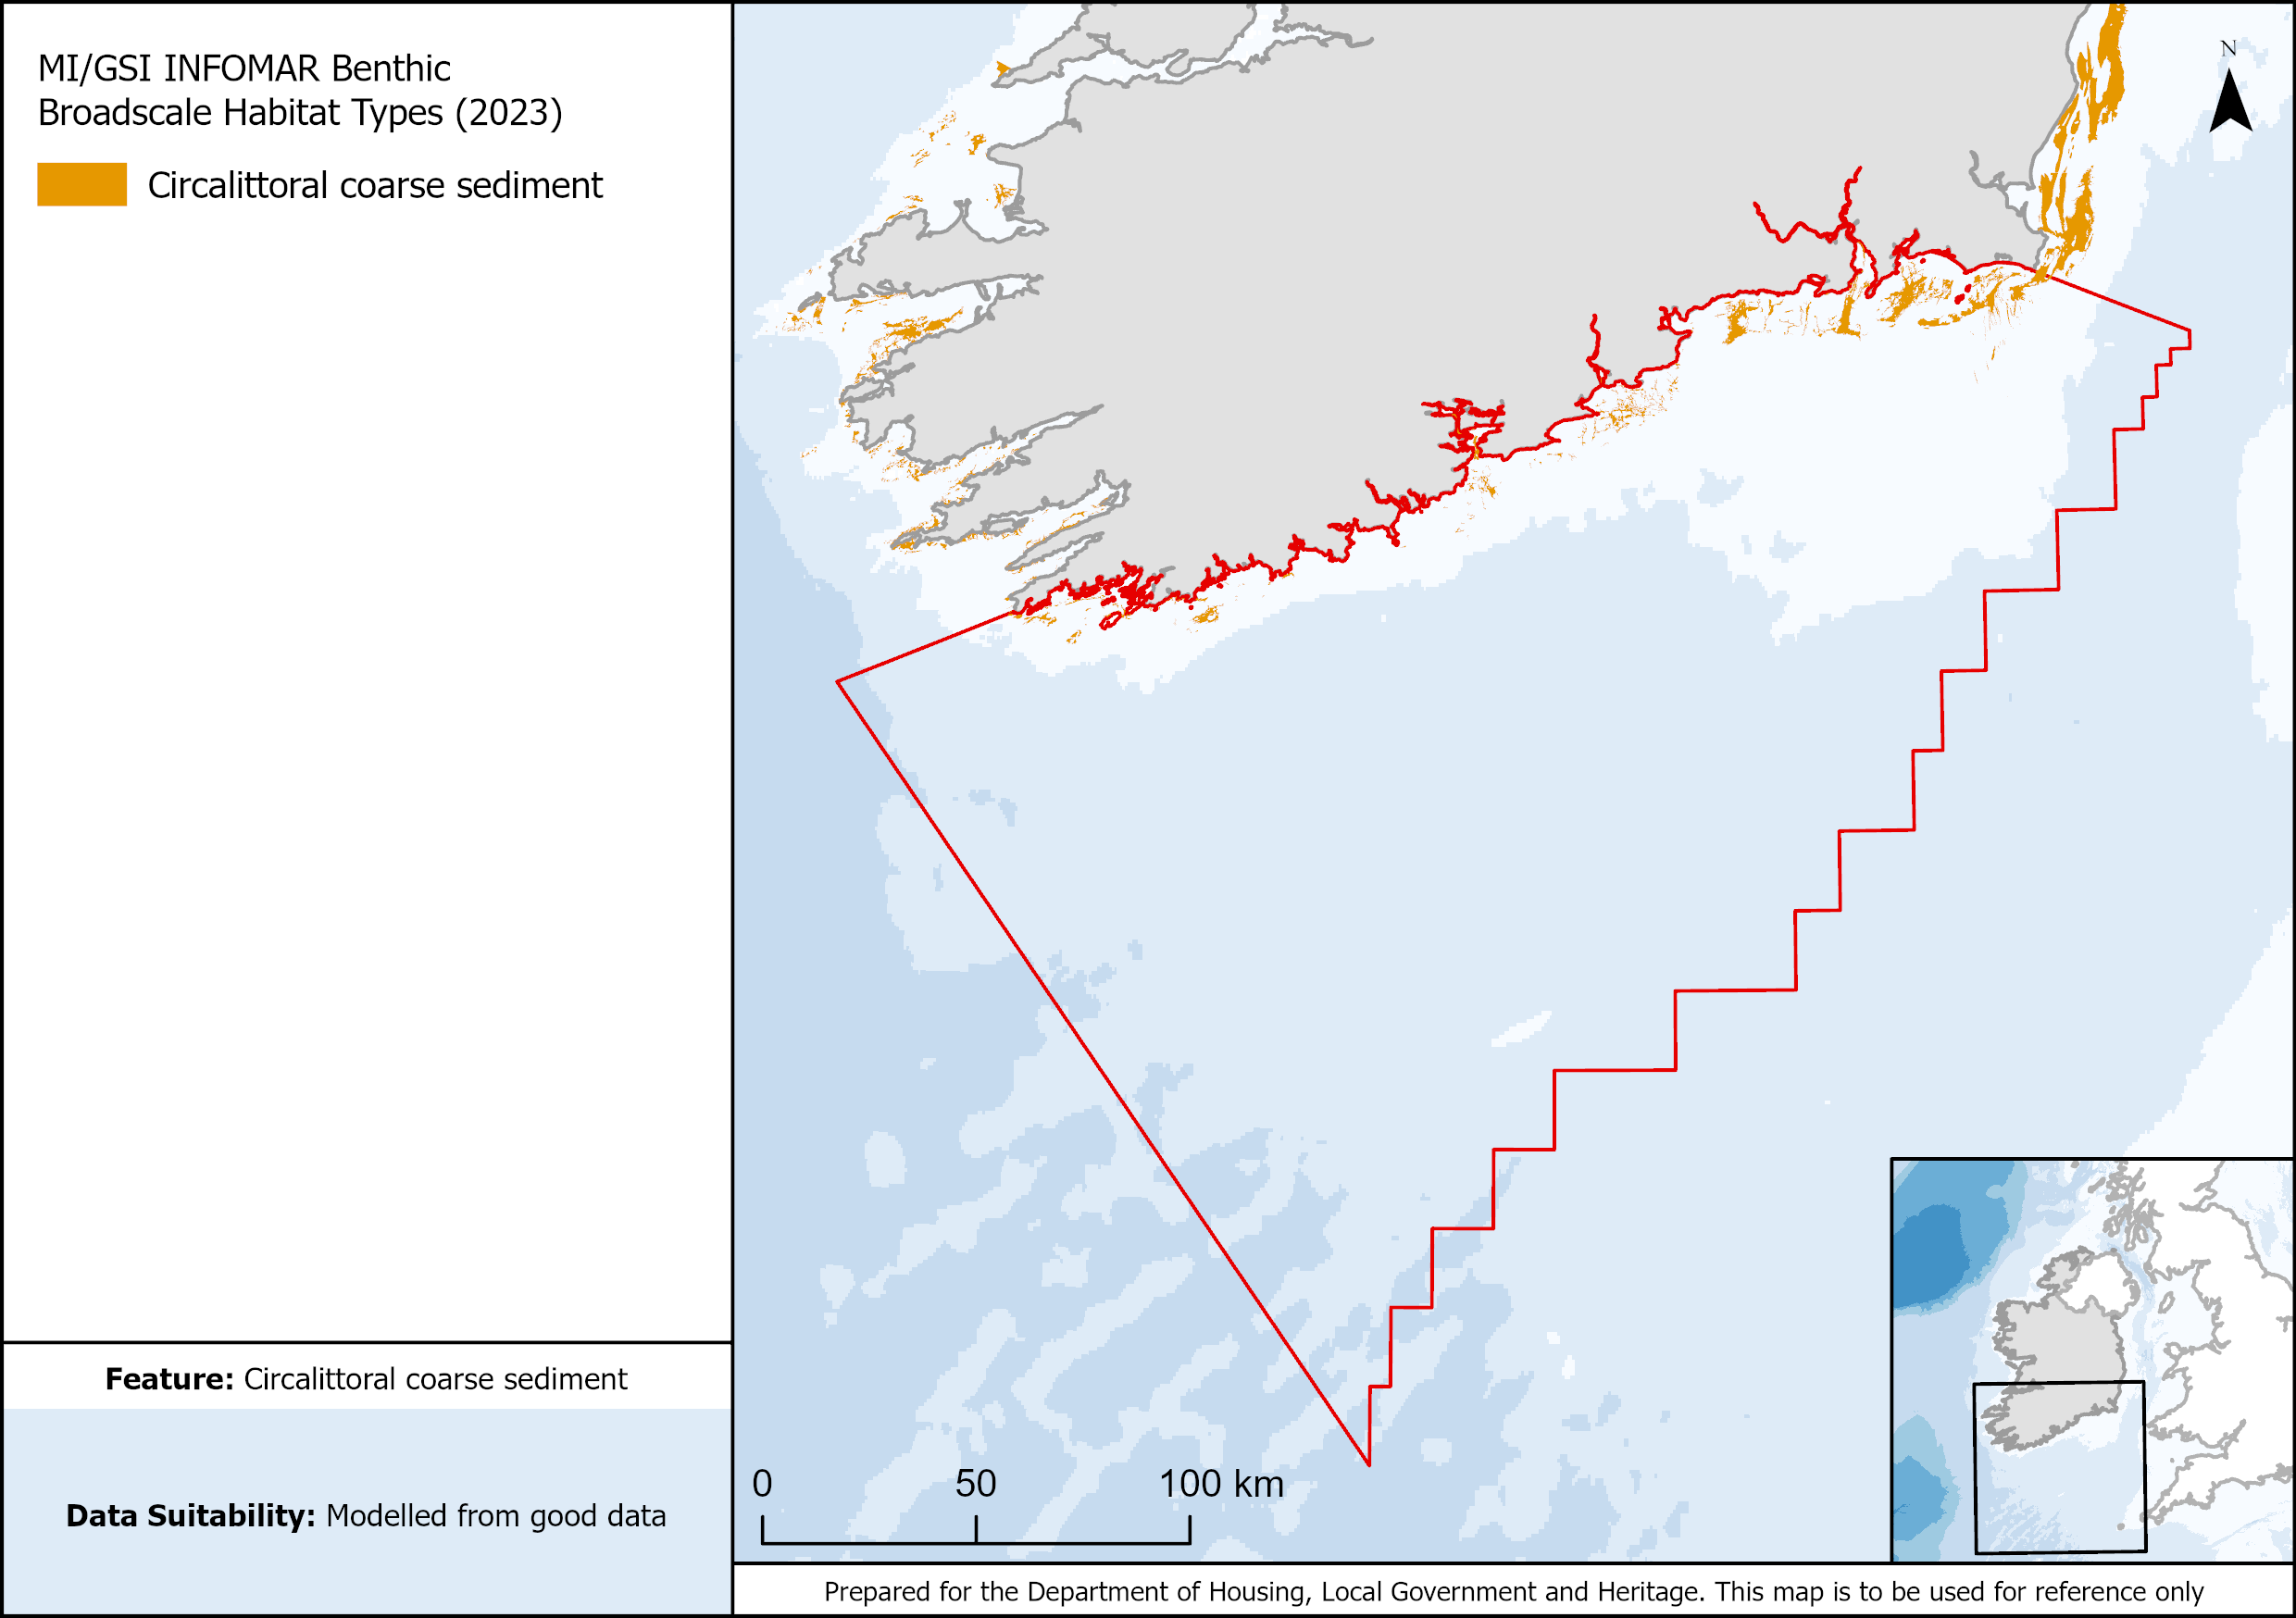 MI/GSI INFOMAR Benthic
Broadscale Habitat Types (2023)
Circalittoral coarse sediment
N
0 50 100 km
Feature: Circalittoral coarse sediment
Data Suitability: Modelled from good data
Prepared for the Department of Housing, Local Government and Heritage. This map is to be used for reference only